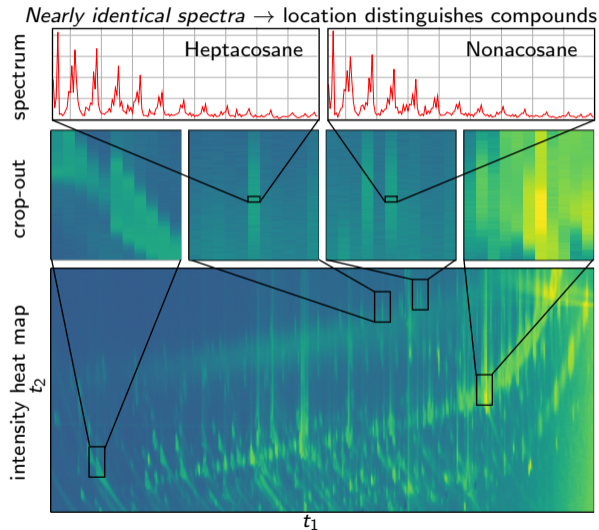 Nearly identical spectra → location distinguishes compounds
spectrum
Heptacosane
Nonacosane
crop-out
intensity heat map
t2
t1